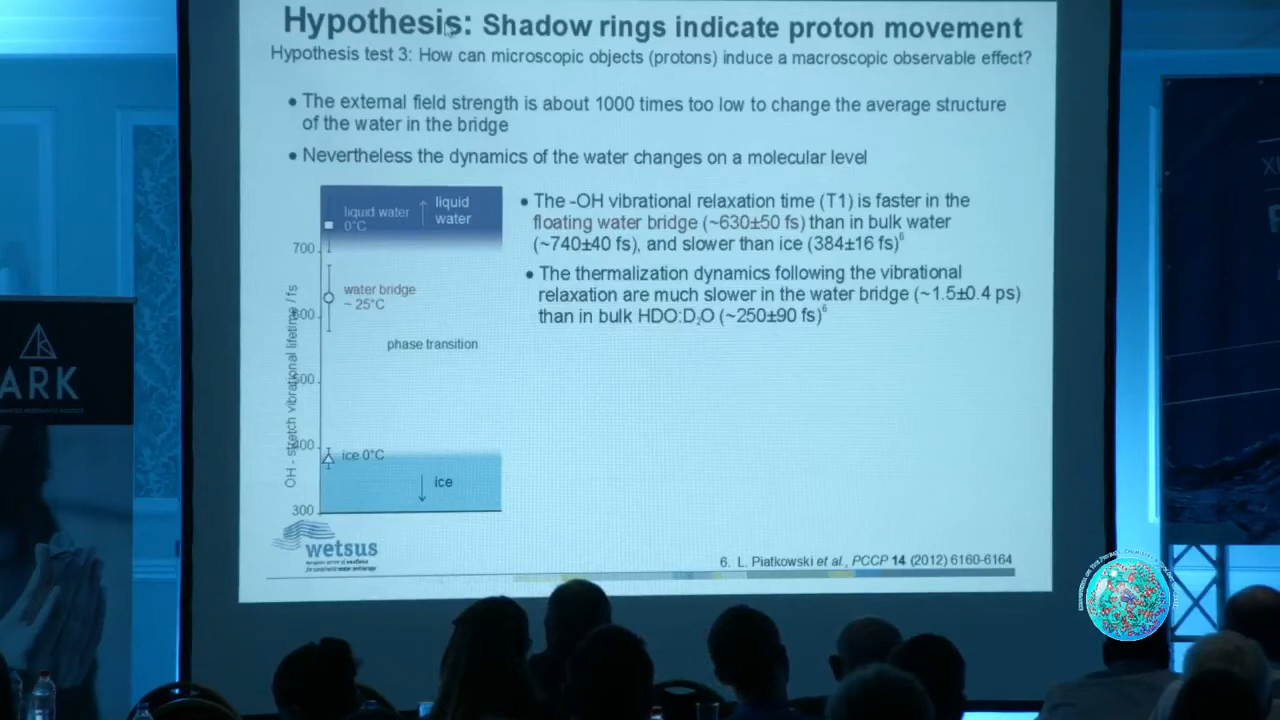 Hypothesis: Shadow rings indicate proton movement
Hypothesis test 3: How can microscopic objects (protons) induce a macroscopic observable effect?
• The external field strength is about 1000 times too low to change the average structure
of the water in the bridge
• Nevertheless the dynamics of the water changes on a molecular level
liquid water
0°C
↑
liquid
water
700
water bridge
~ 25°C
600
phase transition
500
400
ice 0°C
↓ ice
300
OH - stretch vibrational lifetime / fs
• The -OH vibrational relaxation time (T1) is faster in the
floating water bridge (~630±50 fs) than in bulk water
(~740±40 fs), and slower than ice (384±16 fs)⁶
• The thermalization dynamics following the vibrational
relaxation are much slower in the water bridge (~1.5±0.4 ps)
than in bulk HDO:D₂O (~250±90 fs)⁶
wetsus
6. L. Piatkowski et al., PCCP 14 (2012) 6160-6164
ARK